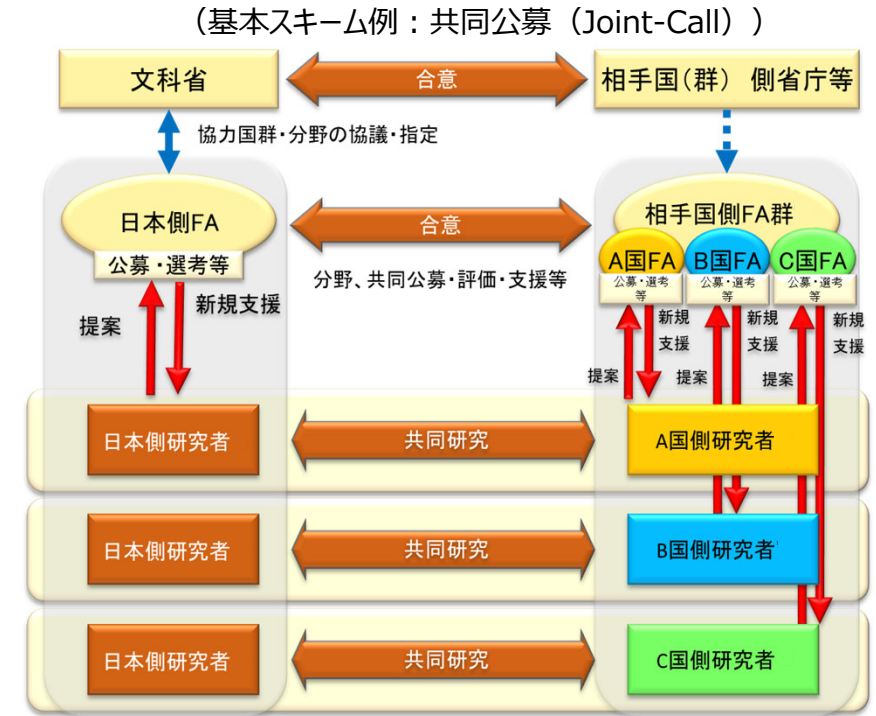 （基本スキーム例：共同公募（Joint-Call））
文科省
合意
相手国（群） 側省庁等
協力国群・分野の協議・指定
日本側FA
公募・選考等
合意
相手国側FA群
A国FA
公募・選考
等
B国FA
公募・選考
等
C国FA
公募・選考
等
分野、共同公募・評価・支援等
提案
新規支援
提案
新規
支援
提案
新規
支援
提案
新規
支援
日本側研究者
共同研究
A国側研究者
日本側研究者
共同研究
B国側研究者
日本側研究者
共同研究
C国側研究者